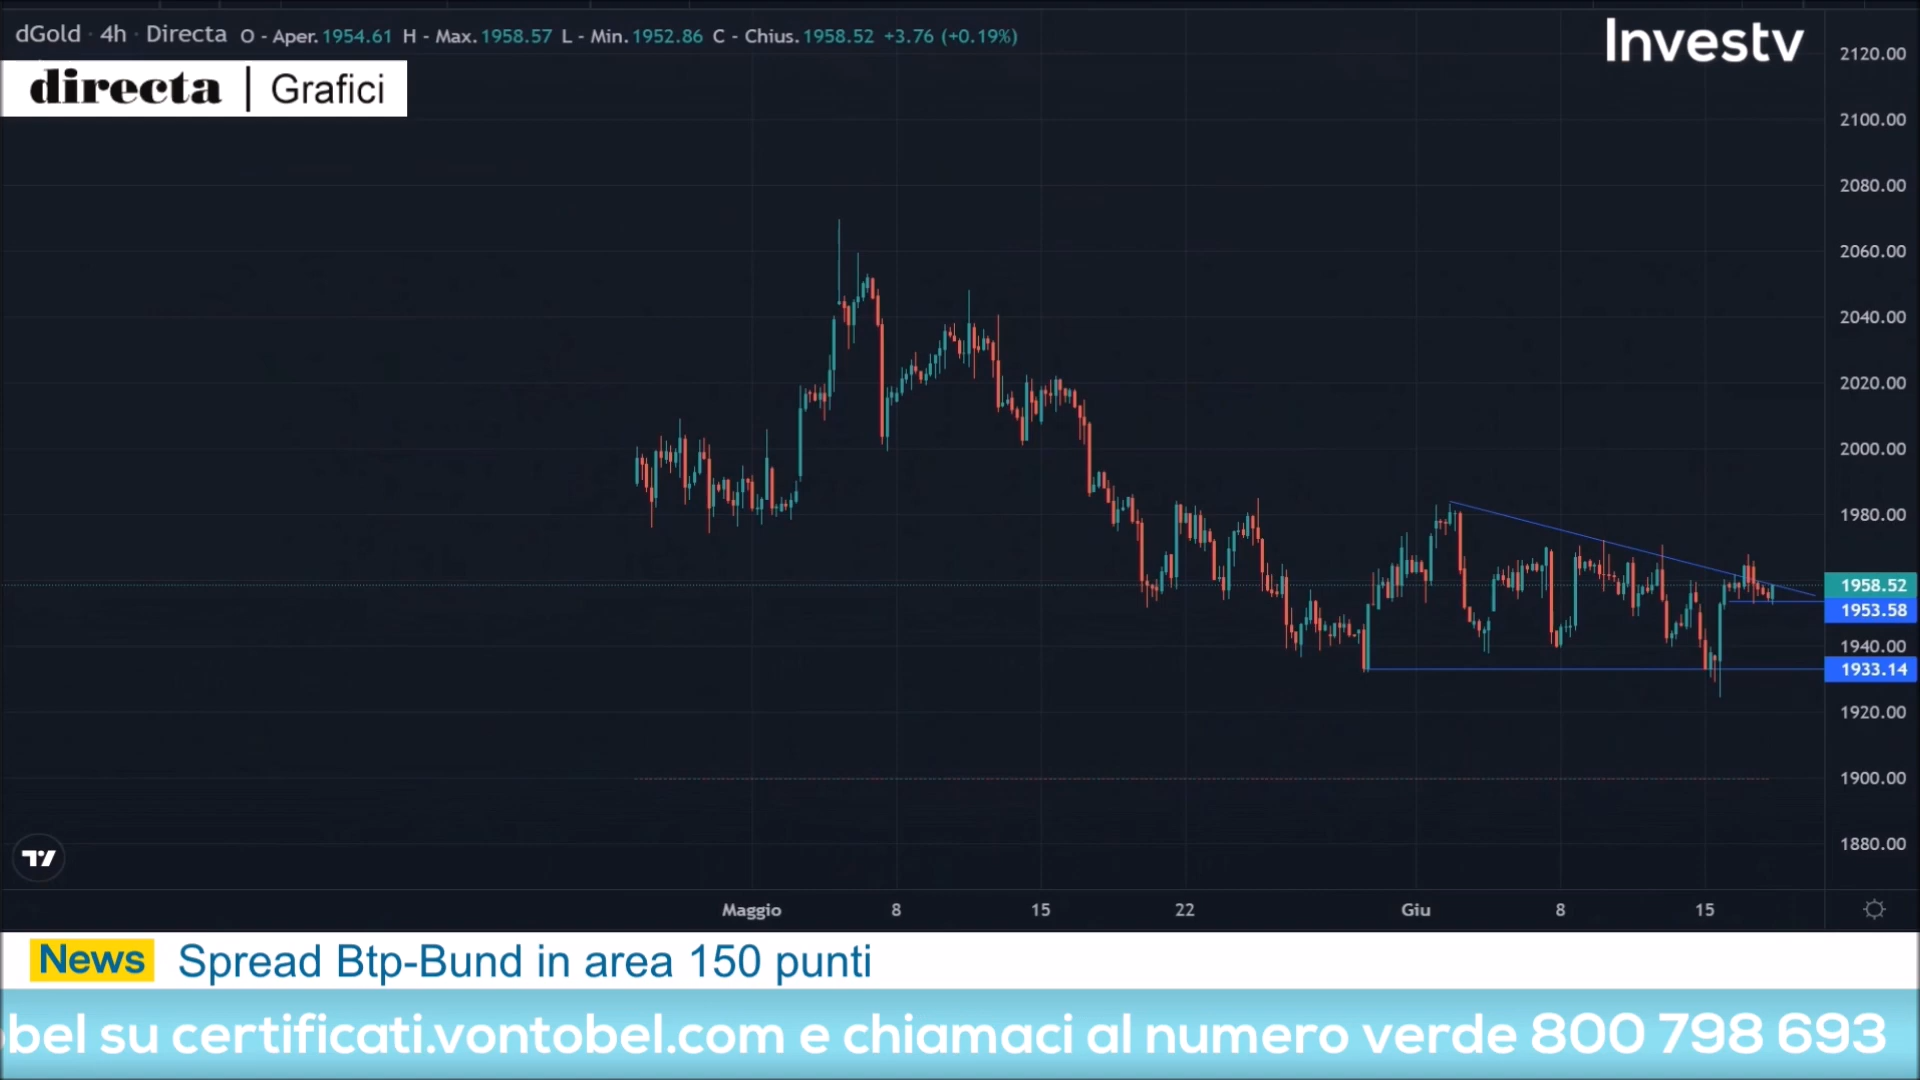 dGold · 4h · Directa O - Aper. 1954.61 H - Max. 1958.57 L - Min. 1952.86 C - Chius. 1958.52 +3.76 (+0.19%)
Investv
directa | Grafici
2120.00
2100.00
2080.00
2060.00
2040.00
2020.00
2000.00
1980.00
1958.52
1953.58
1940.00
1933.14
1920.00
1900.00
1880.00
Maggio 8 15 22 Giu 8 15
News Spread Btp-Bund in area 150 punti
bel su certificati.vontobel.com e chiamaci al numero verde 800 798 693